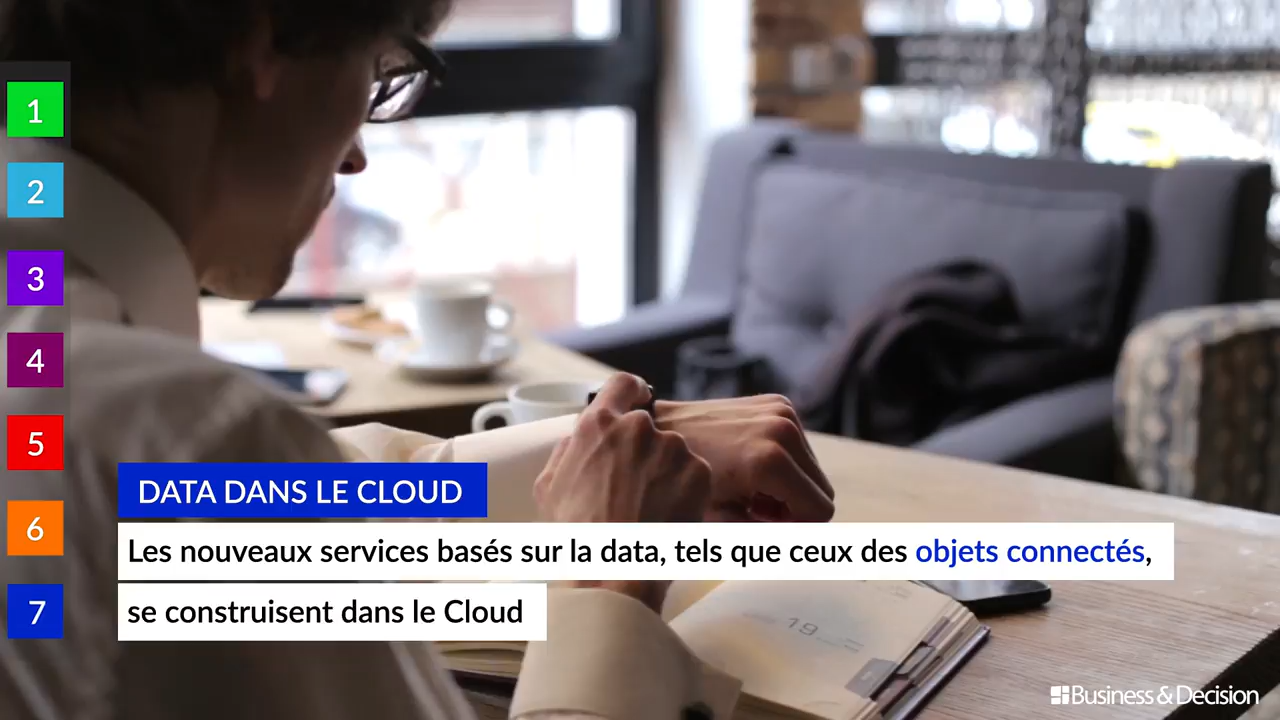 1
2
3
4
5
6
7
DATA DANS LE CLOUD
Les nouveaux services basés sur la data, tels que ceux des objets connectés,
se construisent dans le Cloud
19
Business & Decision